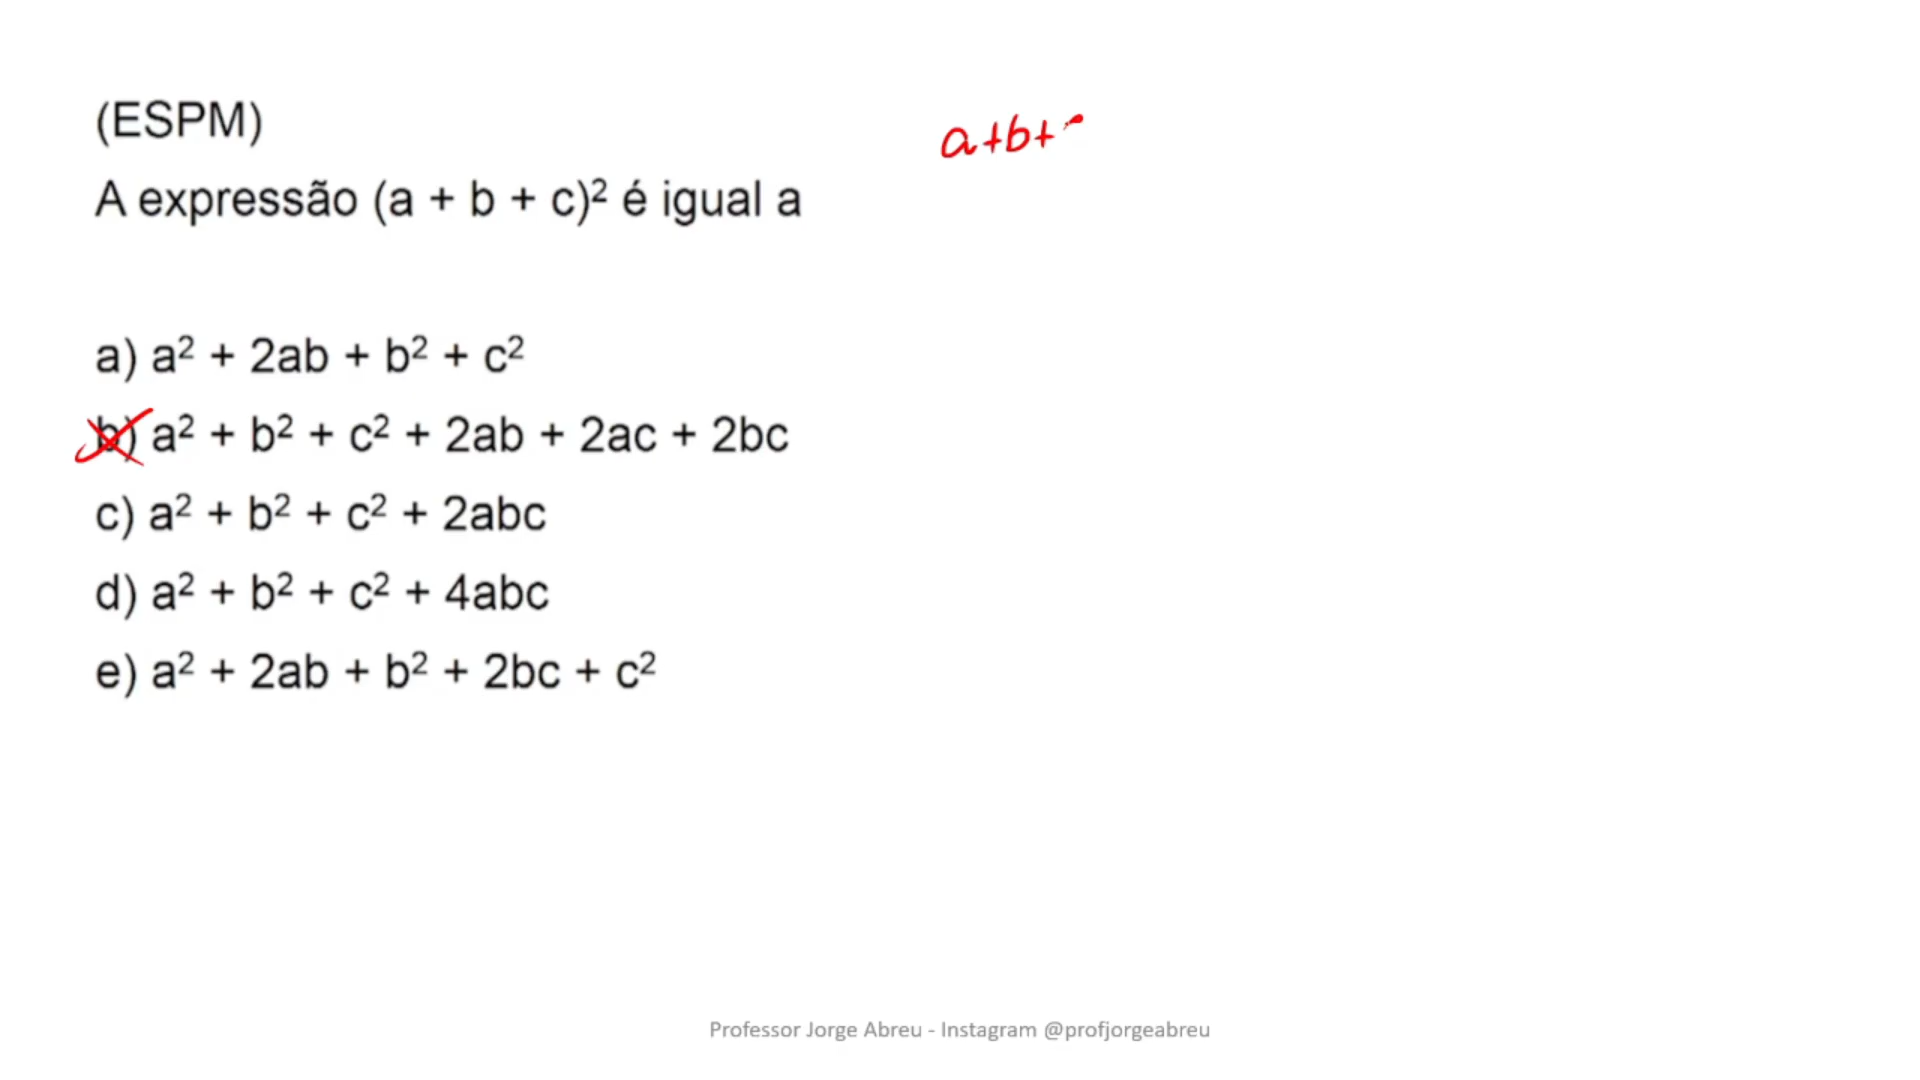 (ESPM)
a+b+
A expressão (a + b + c)² é igual a
a) a² + 2ab + b² + c²
b) a² + b² + c² + 2ab + 2ac + 2bc
c) a² + b² + c² + 2abc
d) a² + b² + c² + 4abc
e) a² + 2ab + b² + 2bc + c²
Professor Jorge Abreu - Instagram @profjorgeabreu